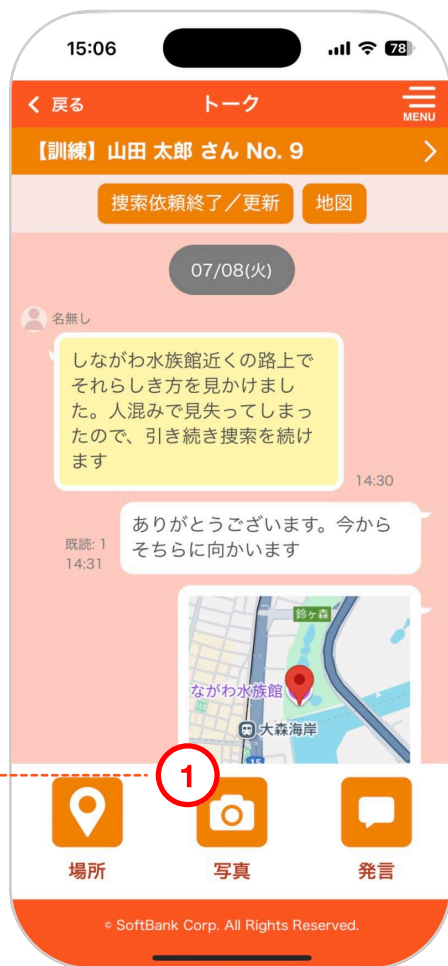 15:06
78
戻る
トーク
MENU
【訓練】山田 太郎 さん No. 9
捜索依頼終了／更新
地図
07/08(火)
名無し
しながわ水族館近くの路上で
それらしき方を見かけまし
た。人混みで見失ってしまっ
たので、引き続き捜索を続け
ます
14:30
ありがとうございます。今から
そちらに向かいます
既読: 1
14:31
鈴ヶ森
ながわ水族館
大森海岸
15
1
場所
写真
発言
© SoftBank Corp. All Rights Reserved.